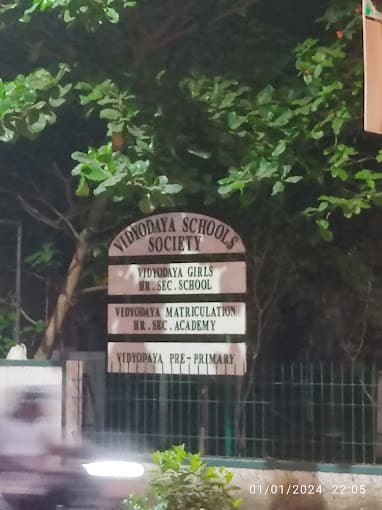 VIDYODAYA SCHOOLS
SOCIETY
VIDYODAYA GIRLS
HR. SEC. SCHOOL
VIDYODAYA MATRICULATION
HR. SEC. ACADEMY
VIDYODAYA PRE-PRIMARY
01/01/2024 22:05